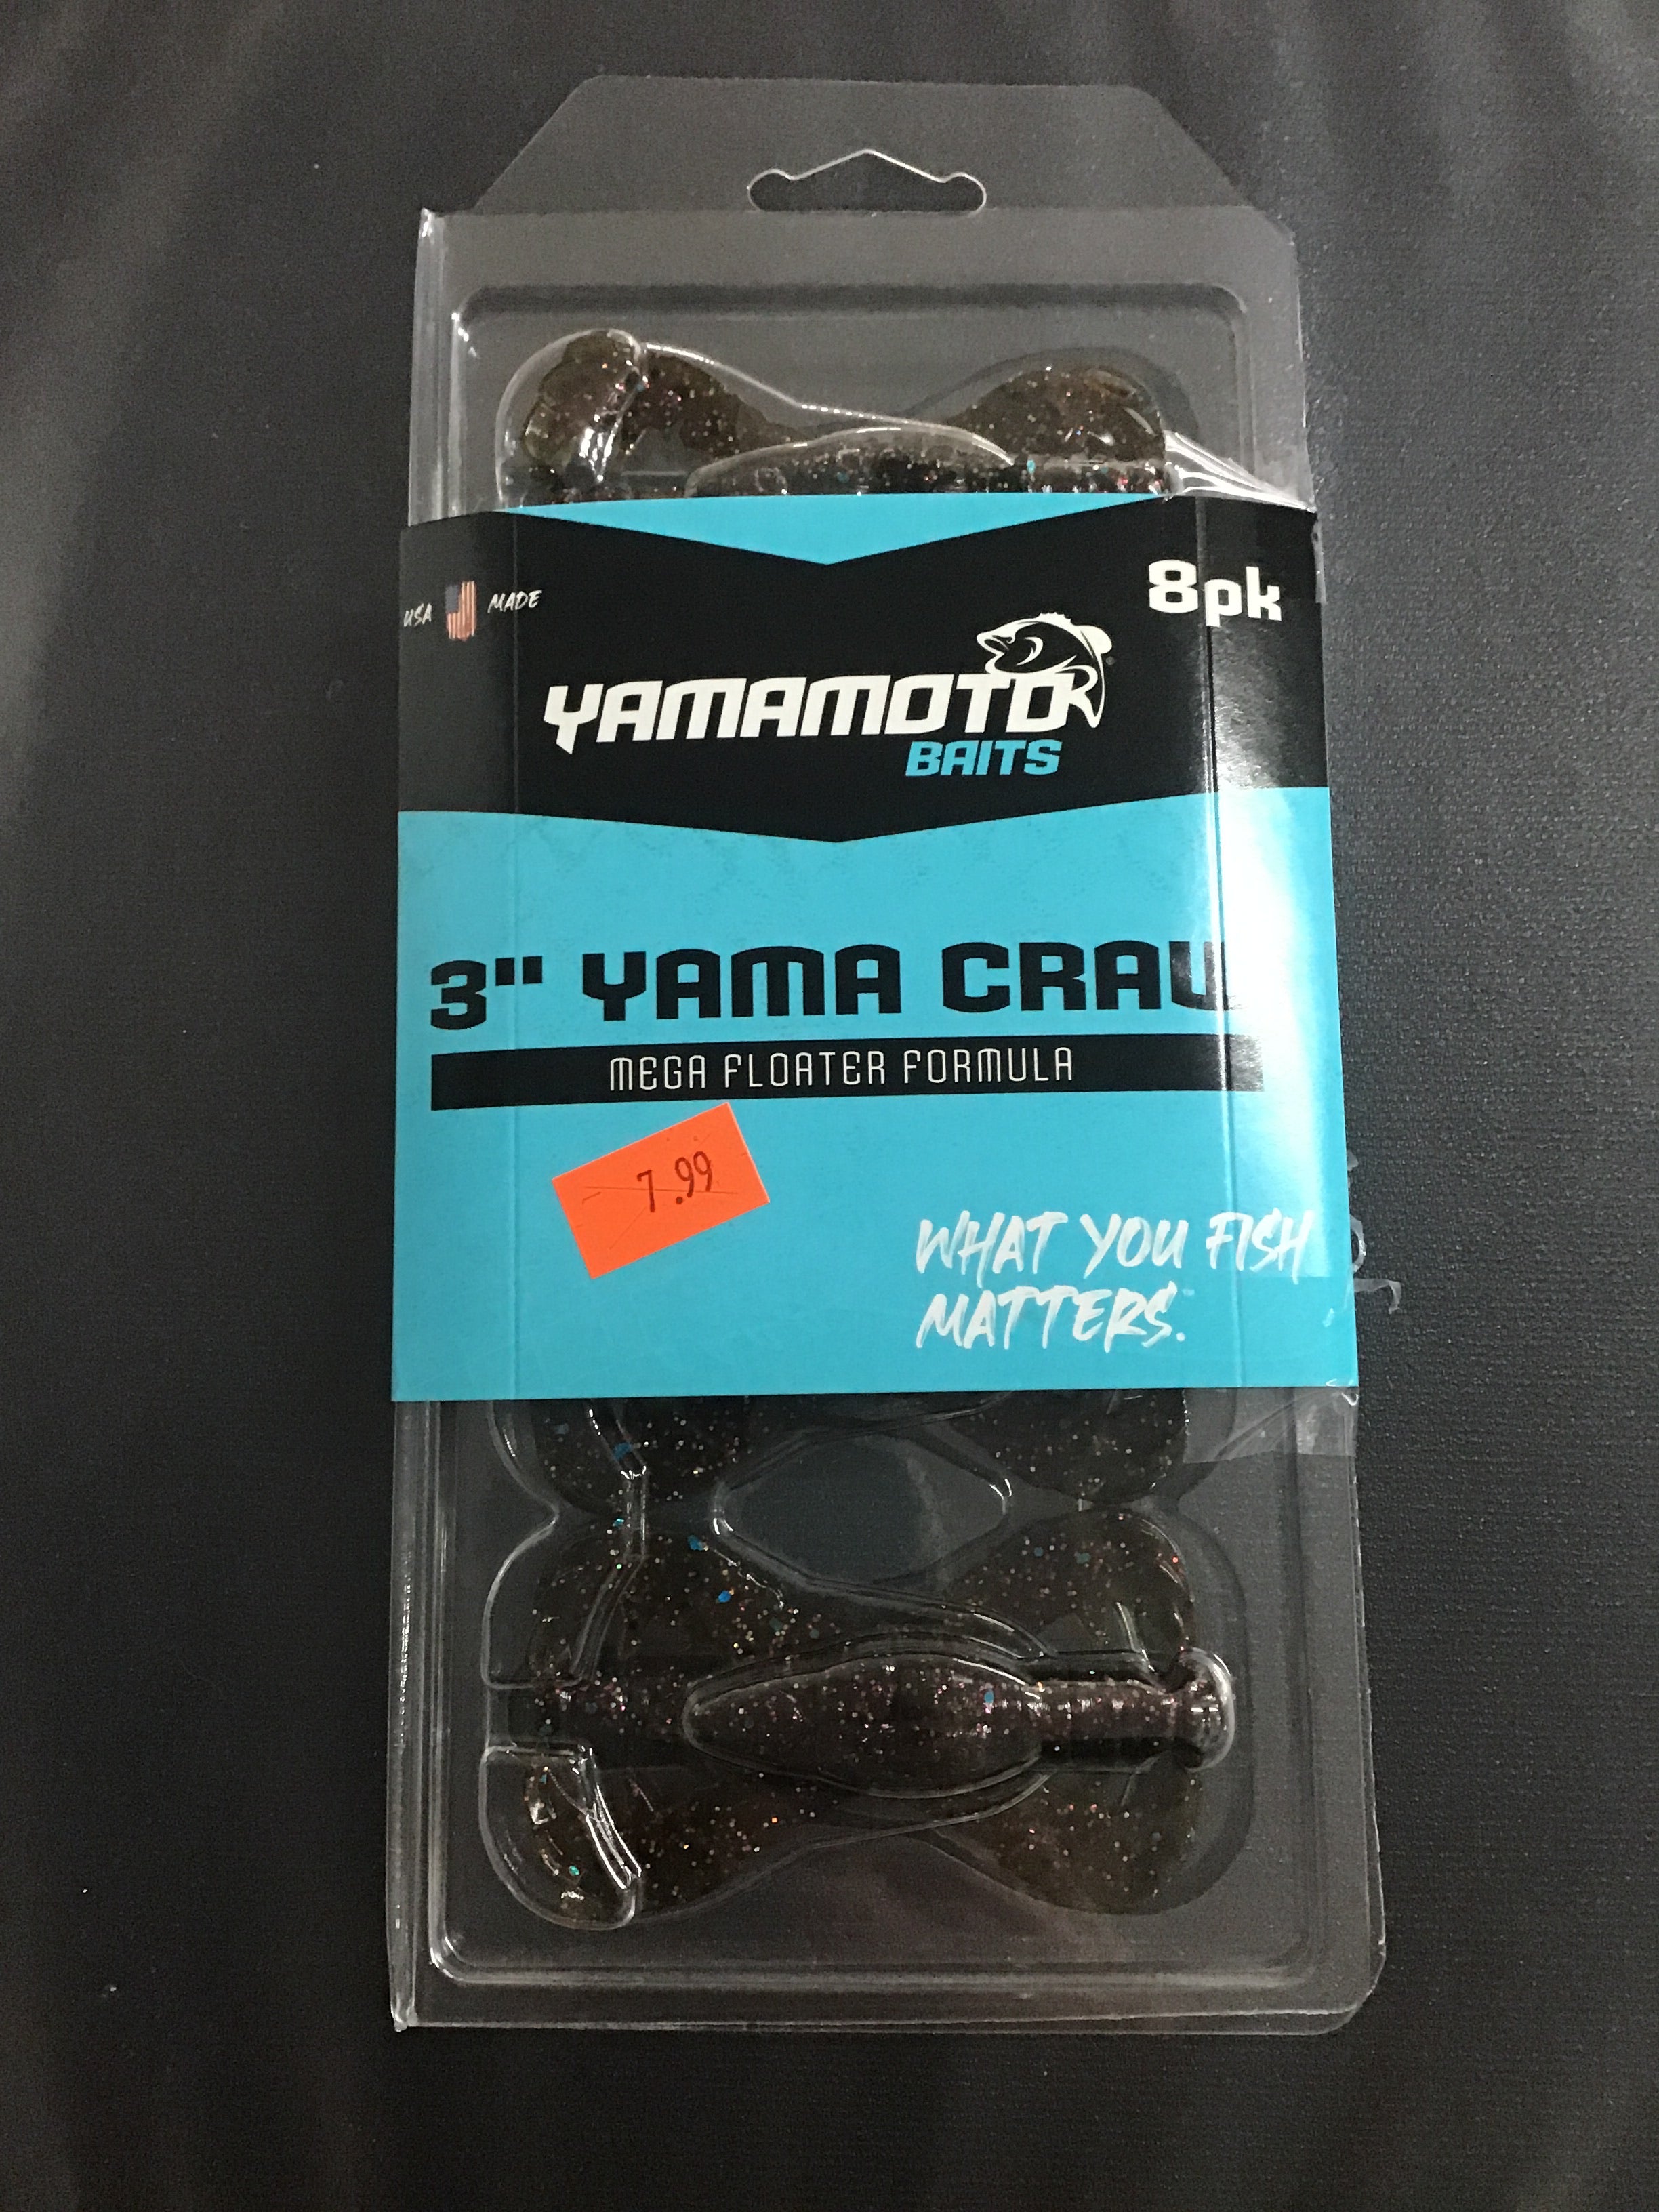 8pk
USA MADE
YAMAMOTO
BAITS
3" YAMA CRAW
MEGA FLOATER FORMULA
7.99
WHAT YOU FISH
MATTERS.